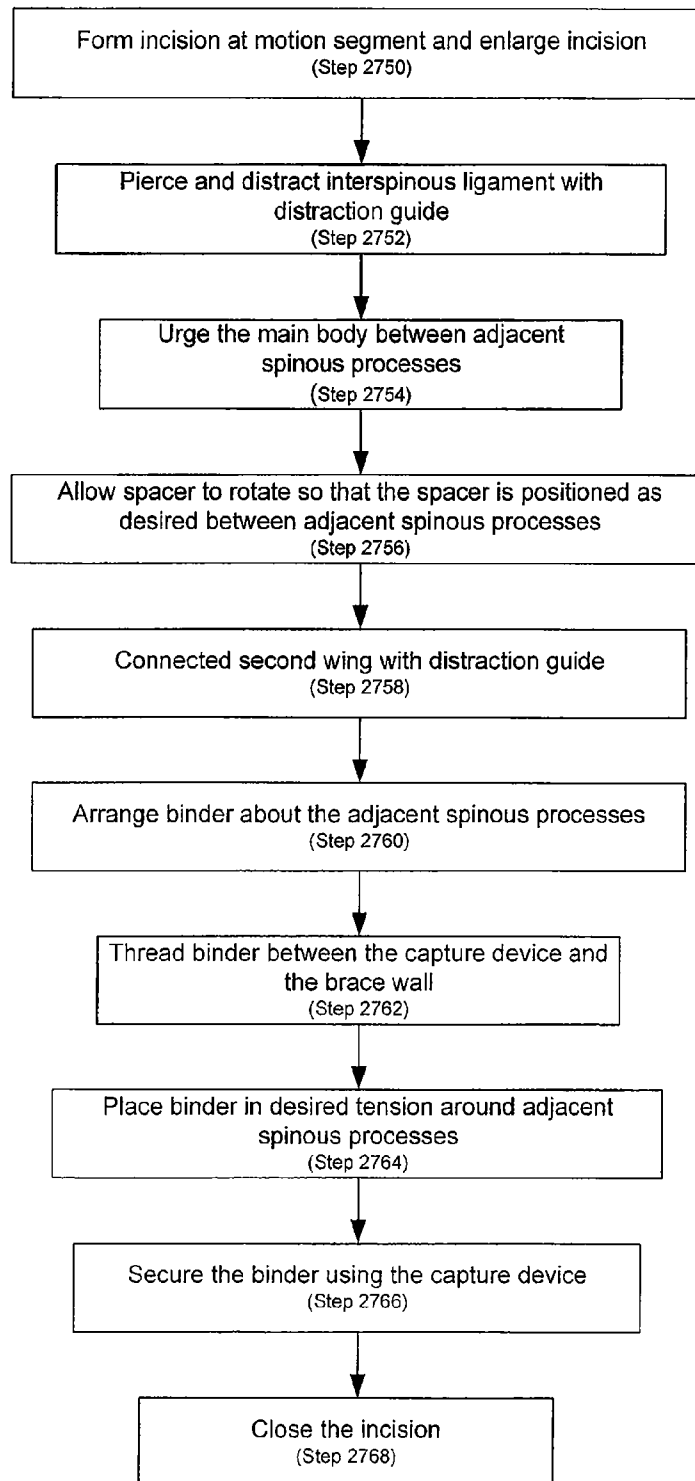 Form incision at motion segment and enlarge incision
(Step 2750)
Pierce and distract interspinous ligament with
distraction guide
(Step 2752)
Urge the main body between adjacent
spinous processes
(Step 2754)
Allow spacer to rotate so that the spacer is positioned as
desired between adjacent spinous processes
(Step 2756)
Connected second wing with distraction guide
(Step 2758)
Arrange binder about the adjacent spinous processes
(Step 2760)
Thread binder between the capture device and
the brace wall
(Step 2762)
Place binder in desired tension around adjacent
spinous processes
(Step 2764)
Secure the binder using the capture device
(Step 2766)
Close the incision
(Step 2768)